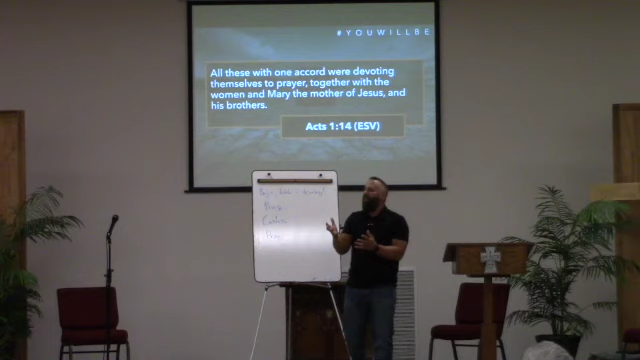 #YOUWILLBE
All these with one accord were devoting
themselves to prayer, together with the
women and Mary the mother of Jesus, and
his brothers.
Acts 1:14 (ESV)
Praise